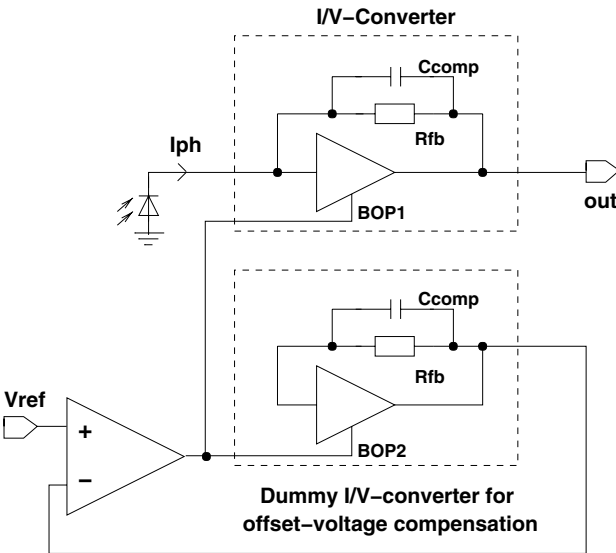 I/V−Converter
Ccomp
Rfb
Iph
BOP1
out
Ccomp
Rfb
Vref
+
−
BOP2
Dummy I/V−converter for
offset−voltage compensation